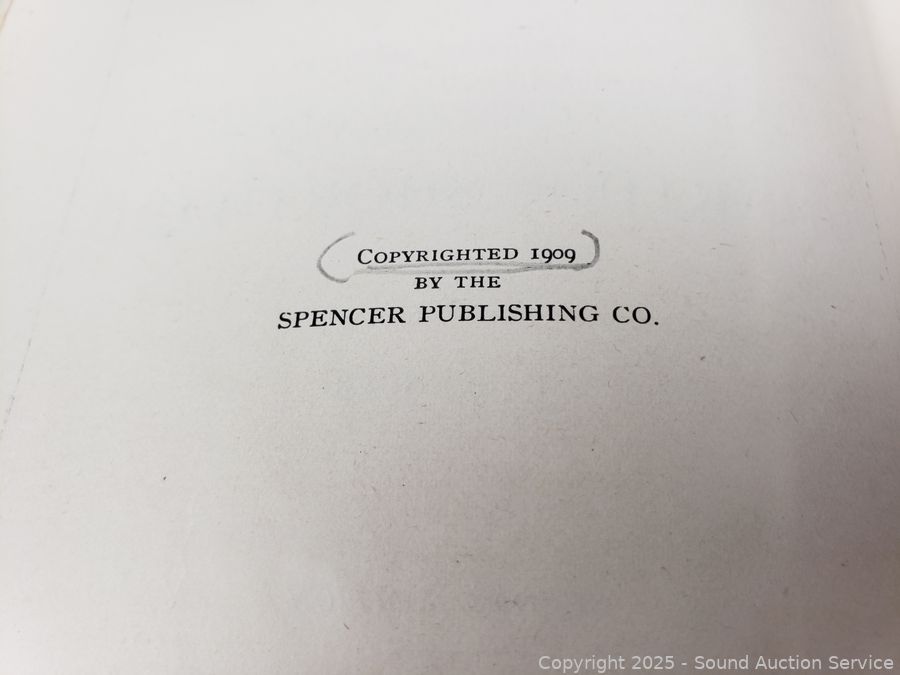 Copyrighted 1909
BY THE
SPENCER PUBLISHING CO.
Copyright 2025 - Sound Auction Service